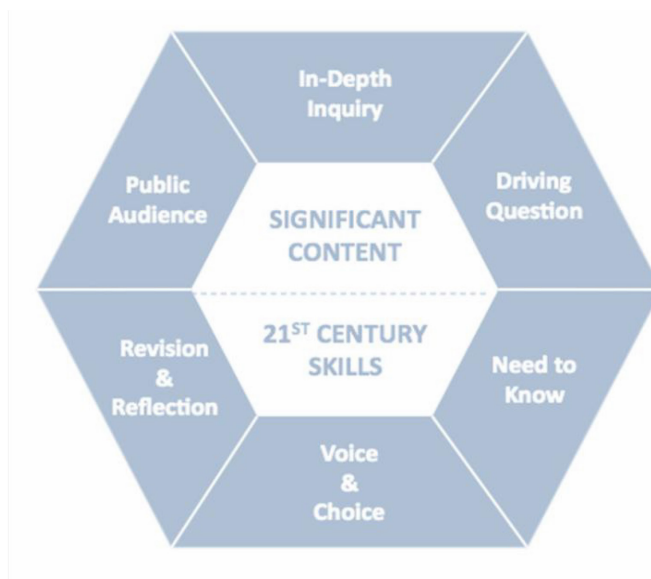 In-Depth
Inquiry
Driving
Question
Need to
Know
Voice
&
Choice
Revision
&
Reflection
Public
Audience
SIGNIFICANT
CONTENT
21ST CENTURY
SKILLS